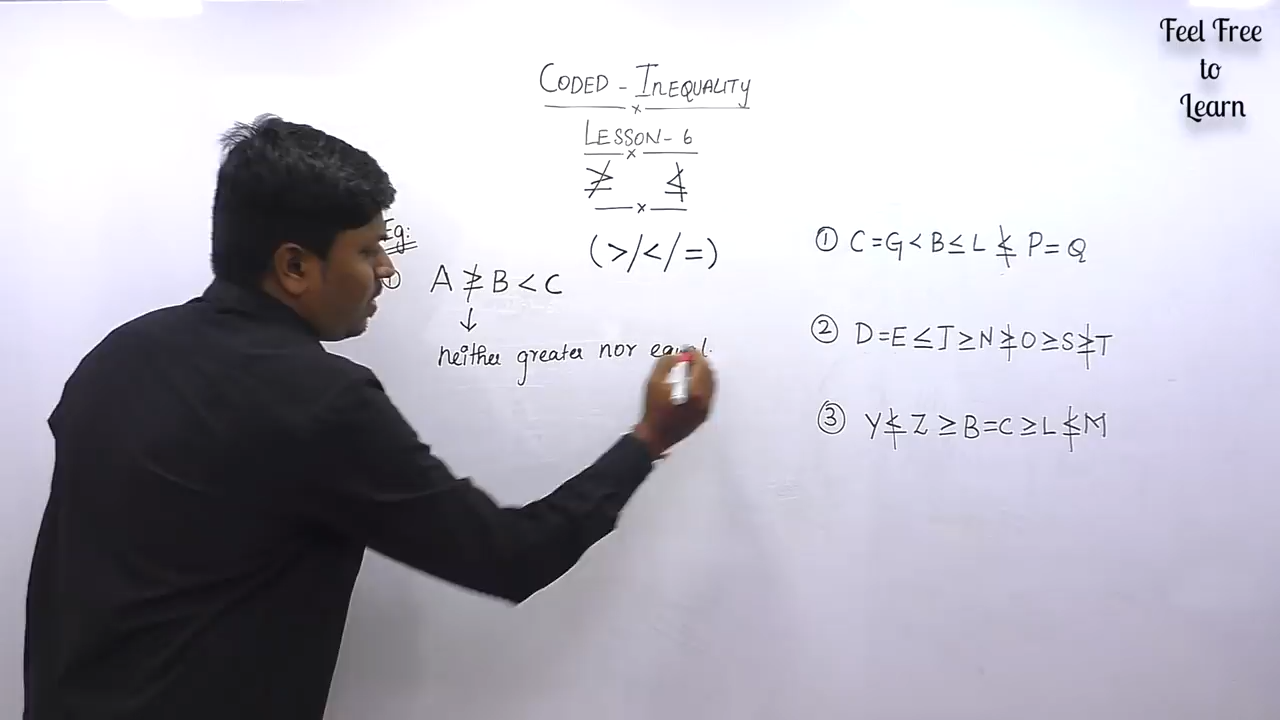 Feel Free
to
Learn
CODED - INEQUALITY
LESSON - 6
≱ ≰
(>/</=)
Eg:
① A ≱ B < C
↓
neither greater nor equal.
① C=G<B≤L≰P=Q
② D=E≤I≥N≱O≥S≱T
③ Y≰Z≥B=C≥L≰M